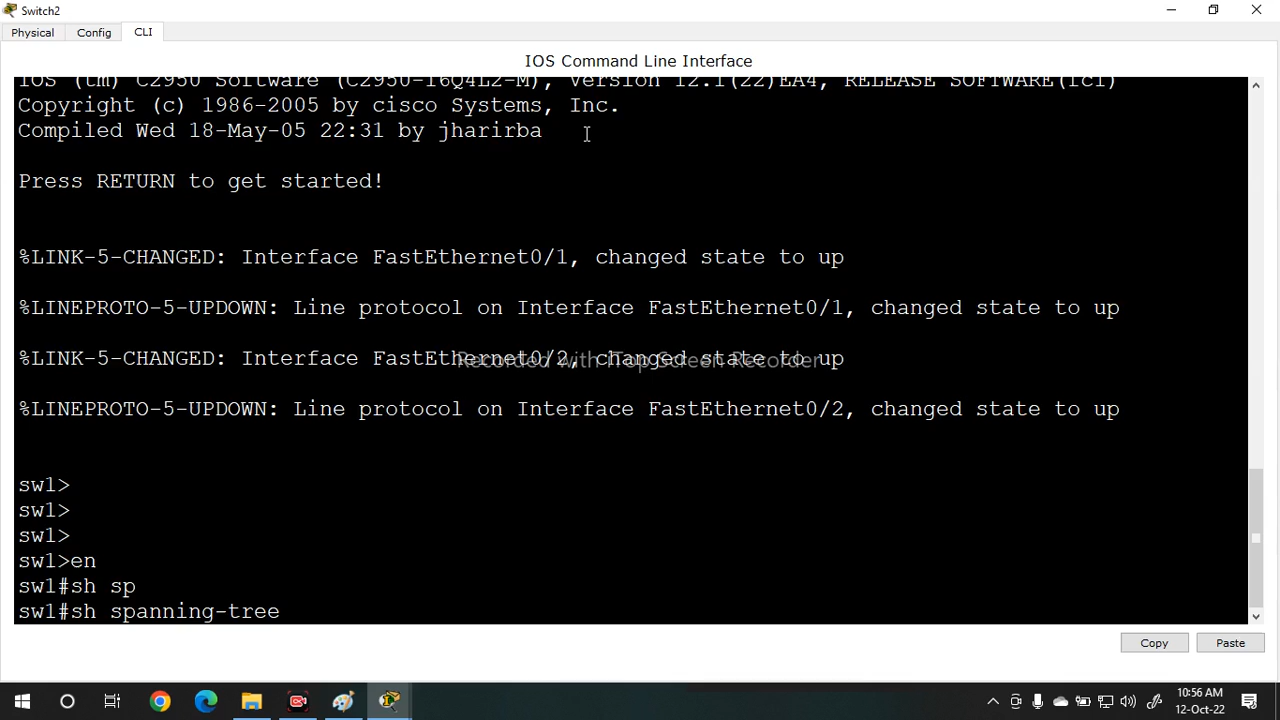 Switch2
Physical Config CLI
IOS Command Line Interface
IOS (tm) C2950 Software (C2950-I6Q4L2-M), Version 12.1(22)EA4, RELEASE SOFTWARE(fc1)
Copyright (c) 1986-2005 by cisco Systems, Inc.
Compiled Wed 18-May-05 22:31 by jharirba
Press RETURN to get started!
%LINK-5-CHANGED: Interface FastEthernet0/1, changed state to up
%LINEPROTO-5-UPDOWN: Line protocol on Interface FastEthernet0/1, changed state to up
%LINK-5-CHANGED: Interface FastEthernet0/2, changed state to up
Recorded with iTop Screen Recorder
%LINEPROTO-5-UPDOWN: Line protocol on Interface FastEthernet0/2, changed state to up
sw1>
sw1>
sw1>
sw1>en
sw1#sh sp
sw1#sh spanning-tree
Copy Paste
10:56 AM
12-Oct-22